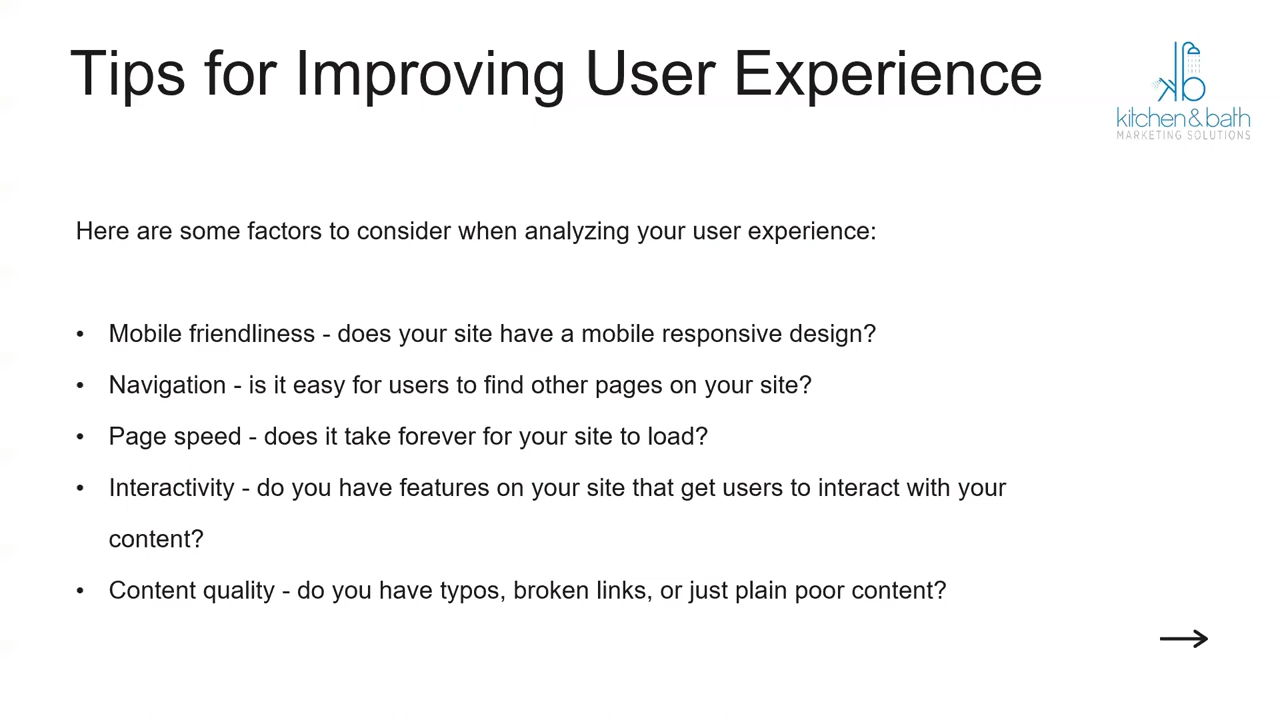 Tips for Improving User Experience
kitchen & bath
MARKETING SOLUTIONS
Here are some factors to consider when analyzing your user experience:
• Mobile friendliness - does your site have a mobile responsive design?
• Navigation - is it easy for users to find other pages on your site?
• Page speed - does it take forever for your site to load?
• Interactivity - do you have features on your site that get users to interact with your
content?
• Content quality - do you have typos, broken links, or just plain poor content?